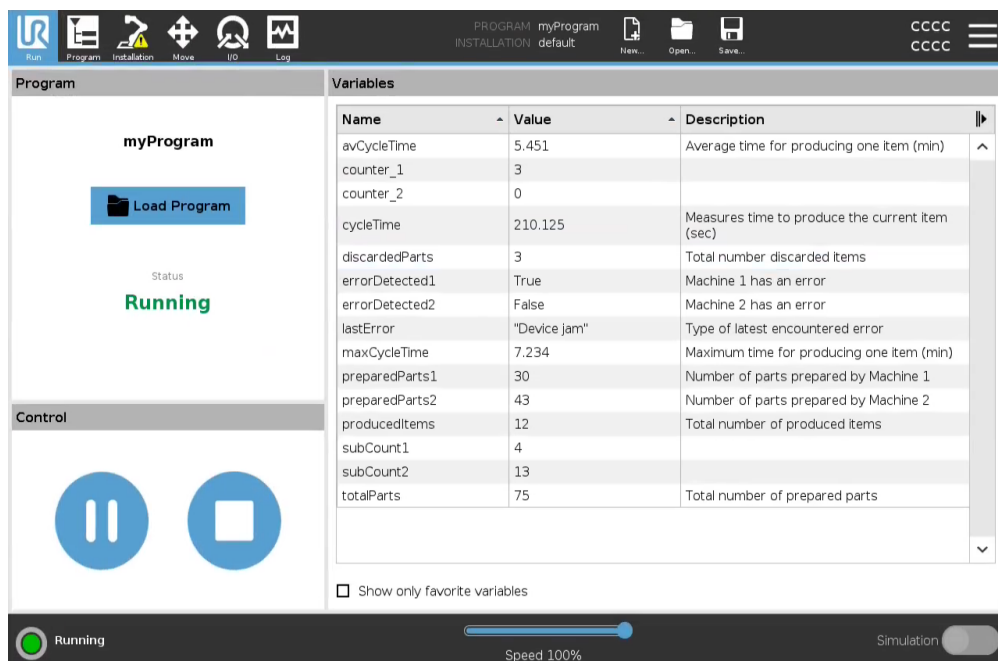 UR
Run
Program
Installation
Move
I/O
Log
PROGRAM myProgram
INSTALLATION default
New...
Open...
Save...
CCCC
CCCC
Program
myProgram
Load Program
Status
Running
Control
Variables
Name Value Description
avCycleTime 5.451 Average time for producing one item (min)
counter_1 3
counter_2 0
cycleTime 210.125 Measures time to produce the current item
(sec)
discardedParts 3 Total number discarded items
errorDetected1 True Machine 1 has an error
errorDetected2 False Machine 2 has an error
lastError "Device jam" Type of latest encountered error
maxCycleTime 7.234 Maximum time for producing one item (min)
preparedParts1 30 Number of parts prepared by Machine 1
preparedParts2 43 Number of parts prepared by Machine 2
producedItems 12 Total number of produced items
subCount1 4
subCount2 13
totalParts 75 Total number of prepared parts
Show only favorite variables
Running
Speed 100%
Simulation